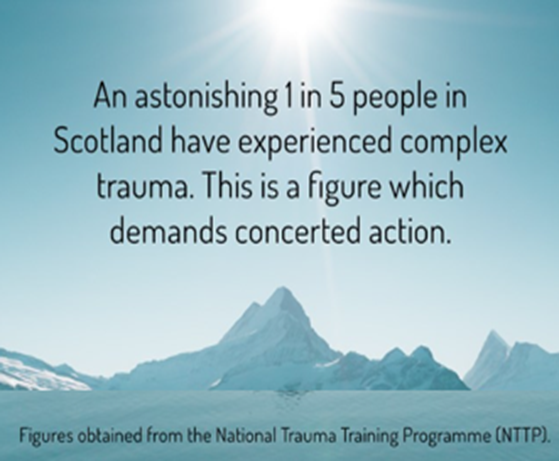 An astonishing 1 in 5 people in
Scotland have experienced complex
trauma. This is a figure which
demands concerted action.
Figures obtained from the National Trauma Training Programme (NTTP).